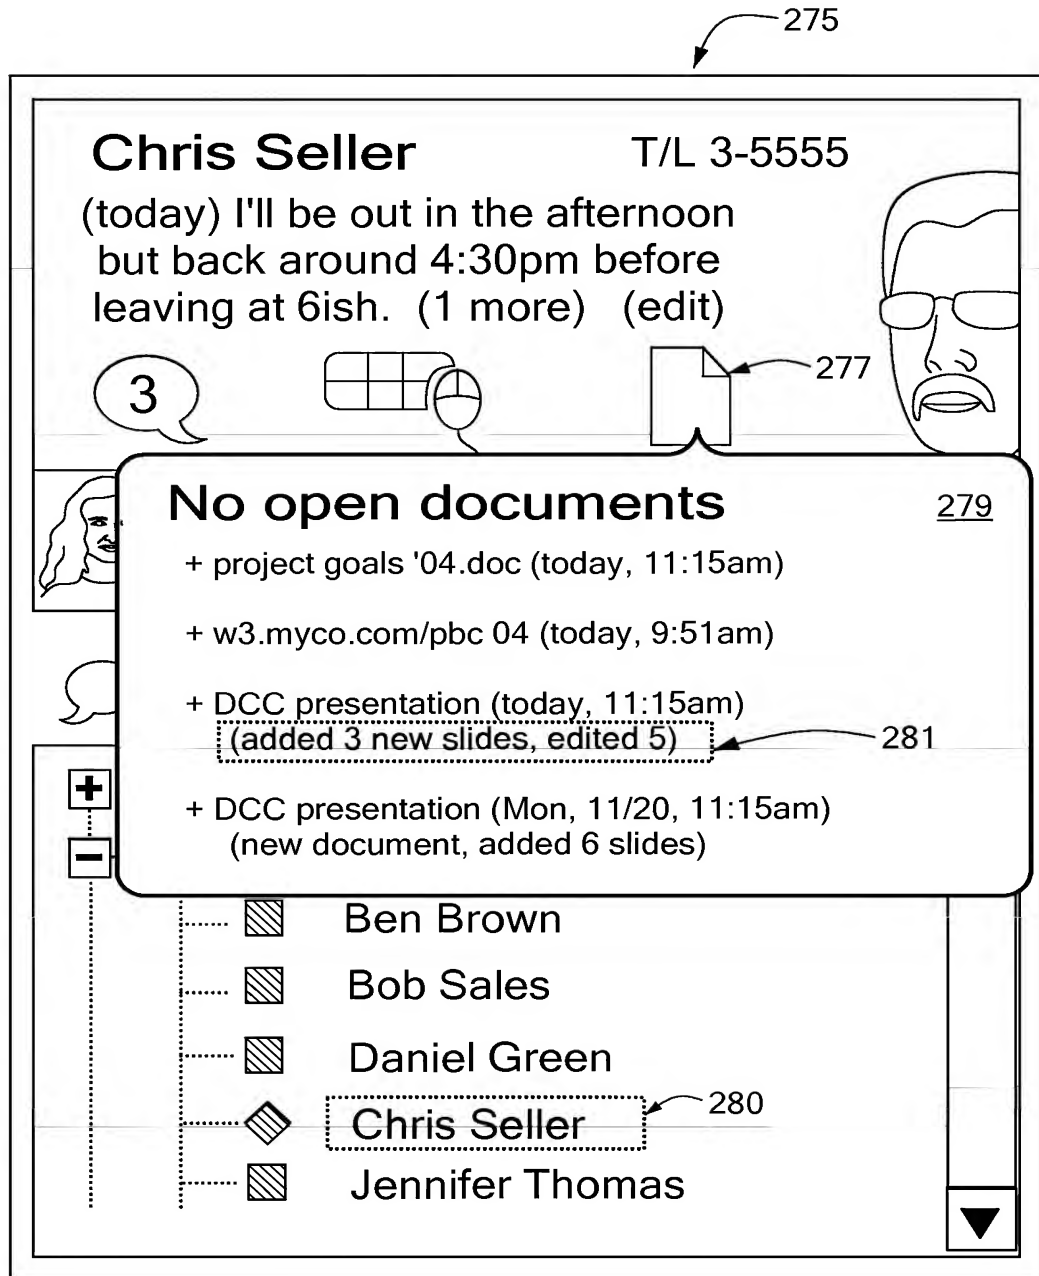 275
Chris Seller T/L 3-5555
(today) I'll be out in the afternoon
but back around 4:30pm before
leaving at 6ish. (1 more) (edit)
277
3
No open documents 279
+ project goals '04.doc (today, 11:15am)
+ w3.myco.com/pbc 04 (today, 9:51am)
+ DCC presentation (today, 11:15am)
(added 3 new slides, edited 5) 281
+ DCC presentation (Mon, 11/20, 11:15am)
(new document, added 6 slides)
Ben Brown
Bob Sales
Daniel Green
Chris Seller 280
Jennifer Thomas